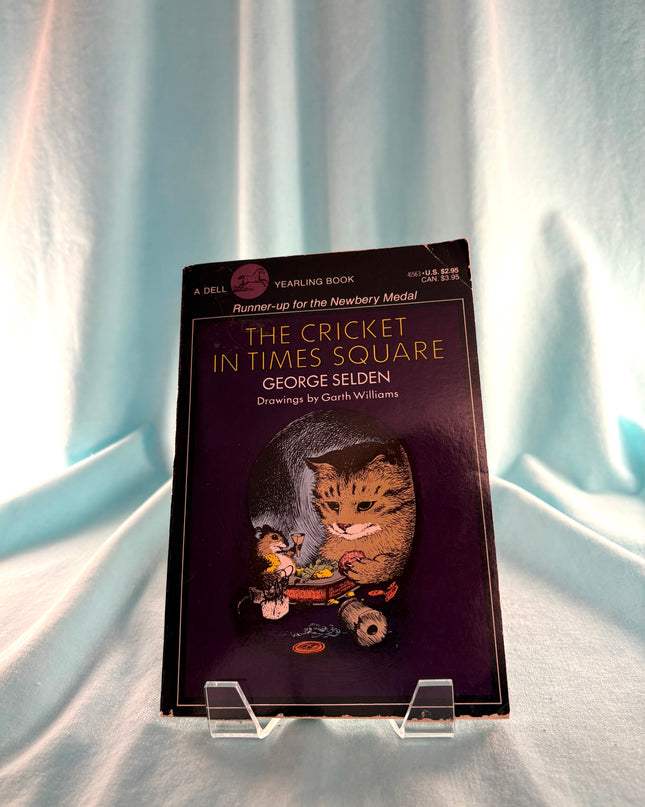 A DELL YEARLING BOOK
41563 • U.S. $2.95
CAN. $3.95
Runner-up for the Newbery Medal
THE CRICKET
IN TIMES SQUARE
GEORGE SELDEN
Drawings by Garth Williams